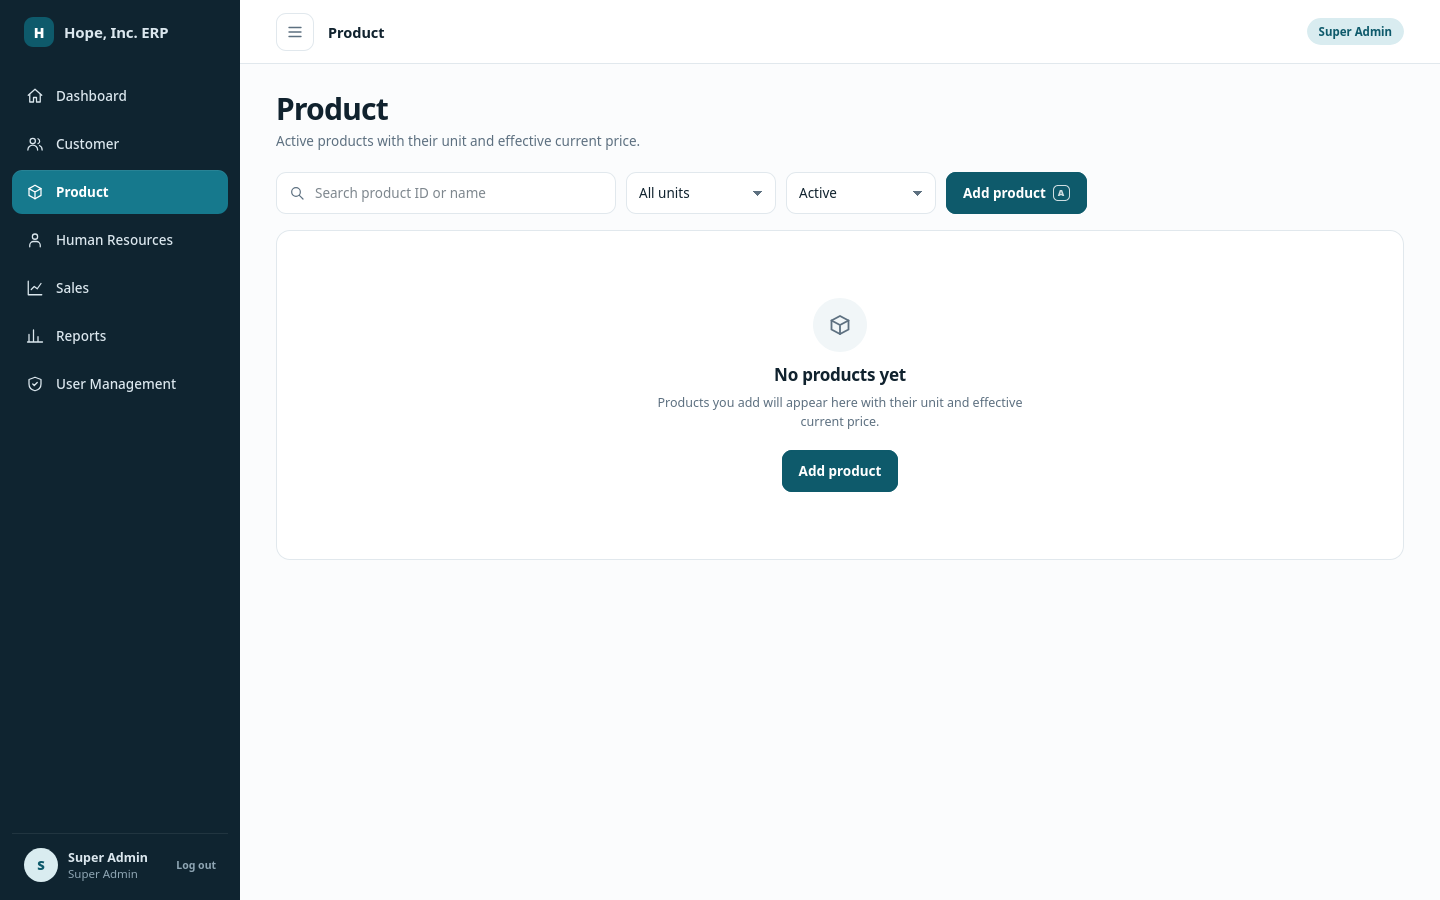 H Hope, Inc. ERP
Dashboard
Customer
Product
Human Resources
Sales
Reports
User Management
S Super Admin
Super Admin
Log out
Product
Super Admin
Product
Active products with their unit and effective current price.
Search product ID or name
All units
Active
Add product A
No products yet
Products you add will appear here with their unit and effective
current price.
Add product